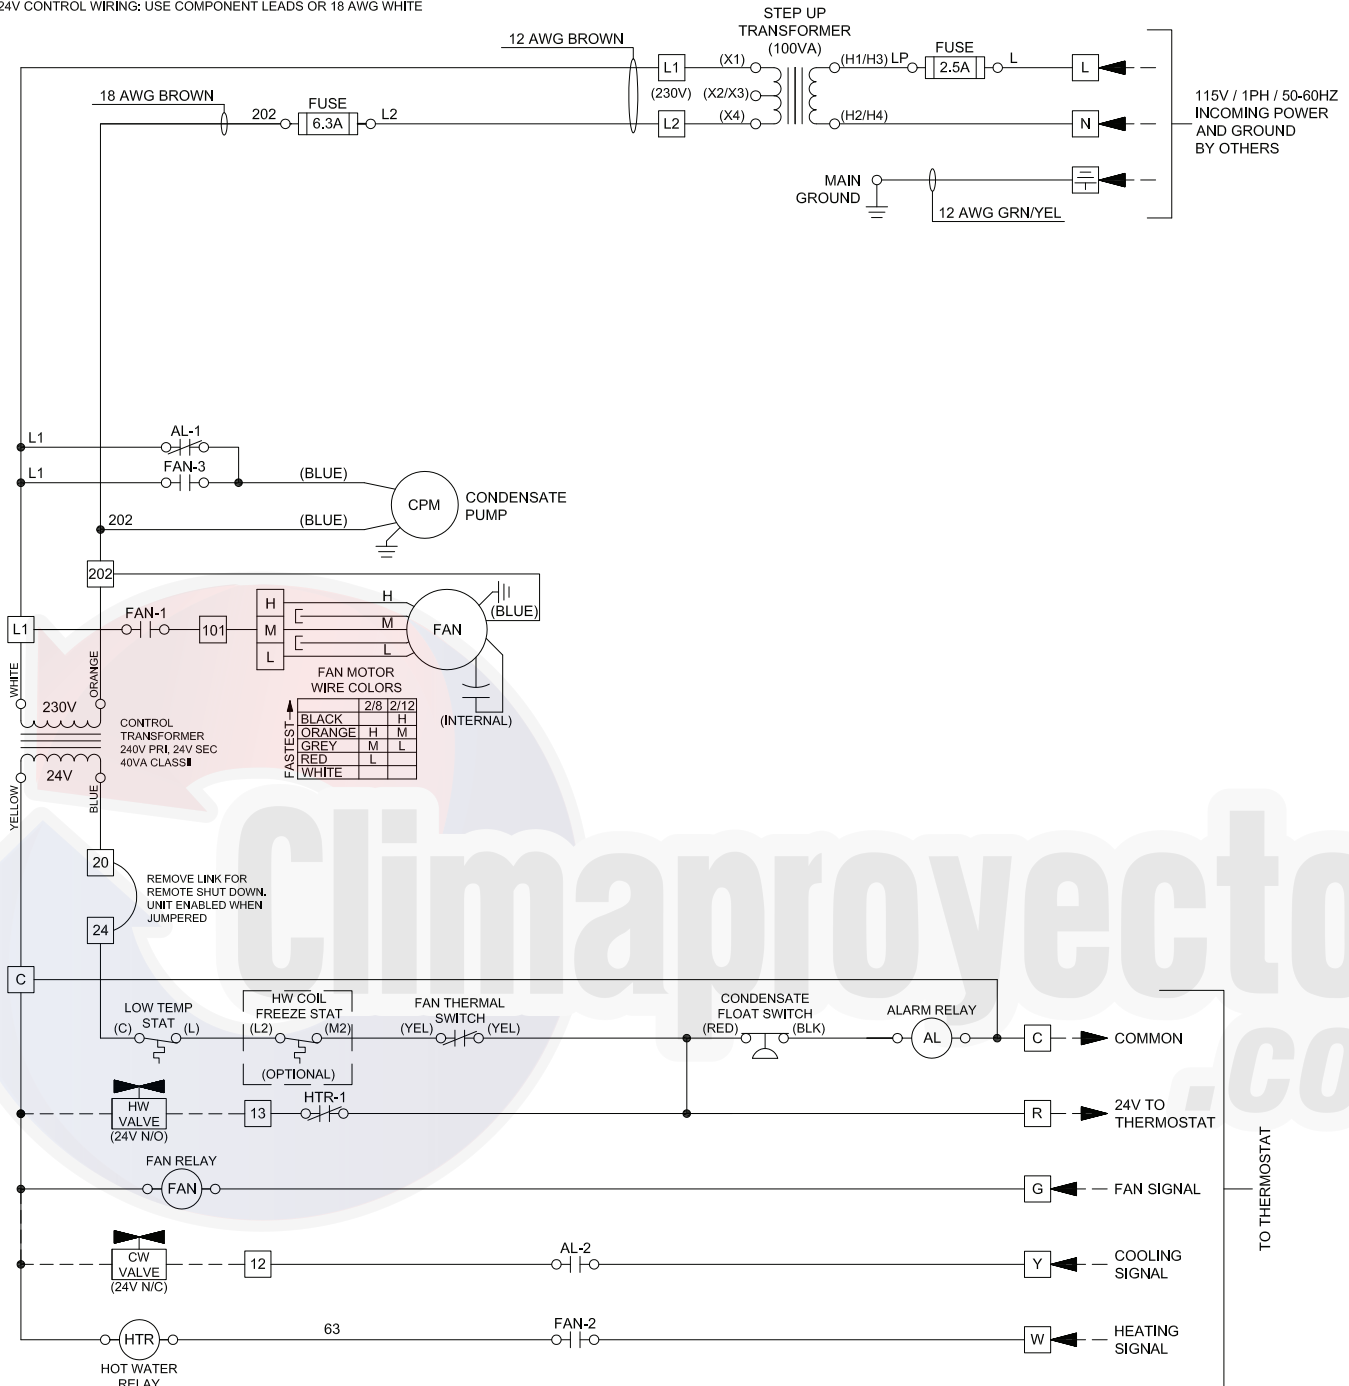 24V CONTROL WIRING: USE COMPONENT LEADS OR 18 AWG WHITE
STEP UP
TRANSFORMER
(100VA)
12 AWG BROWN
L1
(X1)
(H1/H3)
LP
FUSE
2.5A
L
L
(230V)
(X2/X3)
18 AWG BROWN
202
FUSE
6.3A
L2
L2
(X4)
(H2/H4)
N
115V / 1PH / 50-60HZ
INCOMING POWER
AND GROUND
BY OTHERS
MAIN
GROUND
12 AWG GRN/YEL
L1
AL-1
L1
FAN-3
(BLUE)
CPM
CONDENSATE
PUMP
202
(BLUE)
202
L1
FAN-1
101
H
M
L
H
M
L
FAN
(BLUE)
(INTERNAL)
WHITE
ORANGE
230V
24V
YELLOW
BLUE
CONTROL
TRANSFORMER
240V PRI, 24V SEC
40VA CLASSII
FAN MOTOR
WIRE COLORS
FASTEST
2/8 2/12
BLACK H
ORANGE H M
GREY M L
RED L
WHITE
20
REMOVE LINK FOR
REMOTE SHUT DOWN.
UNIT ENABLED WHEN
JUMPERED
24
C
LOW TEMP
STAT
(C)
(L)
HW COIL
FREEZE STAT
(L2)
(M2)
(OPTIONAL)
FAN THERMAL
SWITCH
(YEL)
(YEL)
CONDENSATE
FLOAT SWITCH
(RED)
(BLK)
ALARM RELAY
AL
C
COMMON
HW
VALVE
(24V N/O)
13
HTR-1
R
24V TO
THERMOSTAT
FAN RELAY
FAN
G
FAN SIGNAL
CW
VALVE
(24V N/C)
12
AL-2
Y
COOLING
SIGNAL
HTR
HOT WATER
RELAY
63
FAN-2
W
HEATING
SIGNAL
TO THERMOSTAT
Climaproyecto
.co